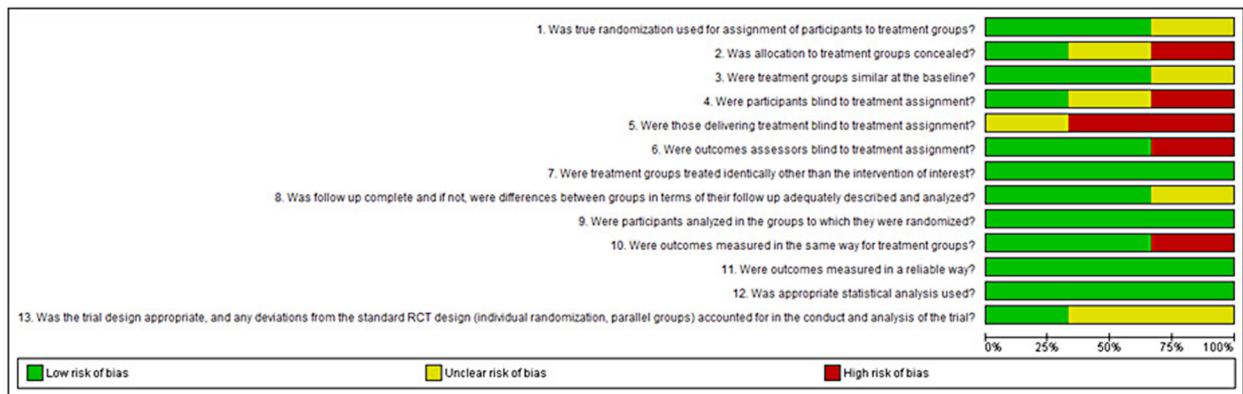 1. Was true randomization used for assignment of participants to treatment groups?
2. Was allocation to treatment groups concealed?
3. Were treatment groups similar at the baseline?
4. Were participants blind to treatment assignment?
5. Were those delivering treatment blind to treatment assignment?
6. Were outcomes assessors blind to treatment assignment?
7. Were treatment groups treated identically other than the intervention of interest?
8. Was follow up complete and if not, were differences between groups in terms of their follow up adequately described and analyzed?
9. Were participants analyzed in the groups to which they were randomized?
10. Were outcomes measured in the same way for treatment groups?
11. Were outcomes measured in a reliable way?
12. Was appropriate statistical analysis used?
13. Was the trial design appropriate, and any deviations from the standard RCT design (individual randomization, parallel groups) accounted for in the conduct and analysis of the trial?
0% 25% 50% 75% 100%
Low risk of bias Unclear risk of bias High risk of bias